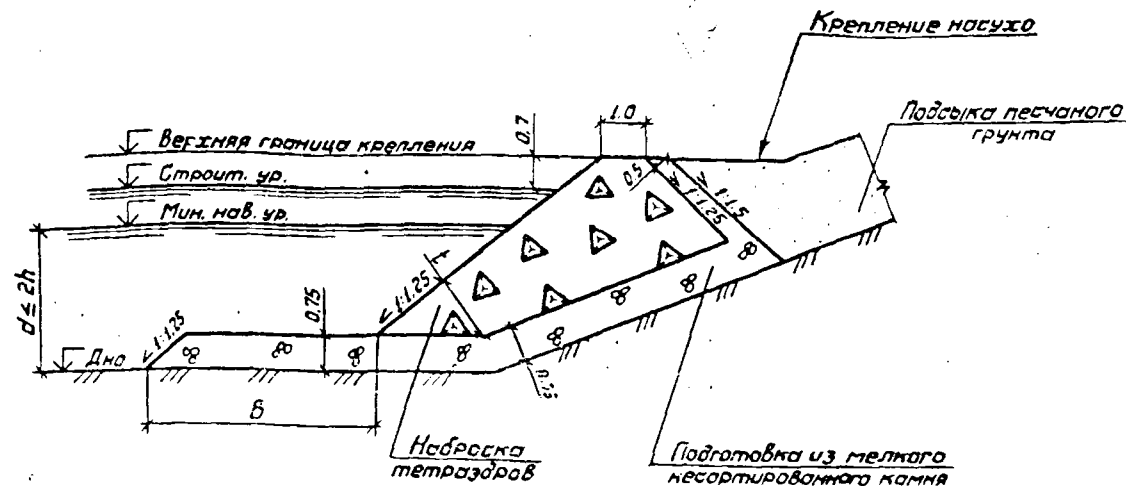 Крепление насухо
Подсыпка песчаного
грунта
1.0
0.7
Верхняя граница крепления
Строит. ур.
Мин. нав. ур.
0.5
1:1.25
1:1.5
d≤2h
1:1.25
t
1:1.25
0.75
Дно
0.75
В
Наброска
тетраэдров
Подготовка из мелкого
несортированного камня